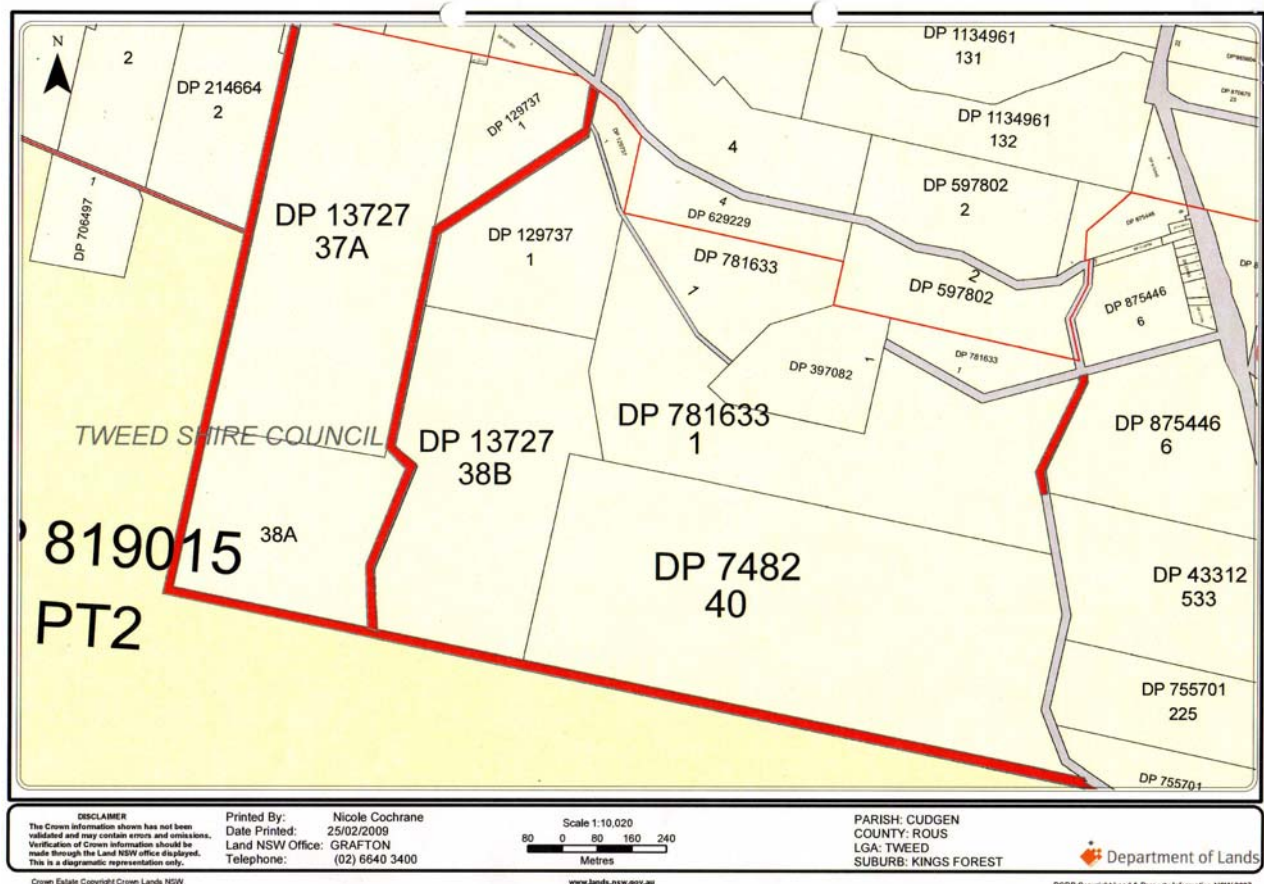 N
2
DP 214664
2
DP 706497
1
DP 13727
37A
DP 129737
1
DP 129737
1
DP 129737
1
4
DP 1134961
131
DP 1134961
132
DP 597802
2
4
DP 629229
DP 781633
1
2
DP 597802
DP 875446
DP 875446
6
DP 397082
1
DP 781633
1
TWEED SHIRE COUNCIL
DP 13727
38B
DP 781633
1
DP 875446
6
38A
819015
PT2
DP 7482
40
DP 43312
533
DP 755701
225
DP 755701
DISCLAIMER
The Crown information shown has not been
validated and may contain errors and omissions.
Verification of Crown information should be
made through the Land NSW office displayed.
This is a diagramatic representation only.
Printed By: Nicole Cochrane
Date Printed: 25/02/2009
Land NSW Office: GRAFTON
Telephone: (02) 6640 3400
Scale 1:10,020
80 0 80 160 240
Metres
PARISH: CUDGEN
COUNTY: ROUS
LGA: TWEED
SUBURB: KINGS FOREST
Department of Lands
Crown Estate Copyright Crown Lands NSW
www.lands.nsw.gov.au